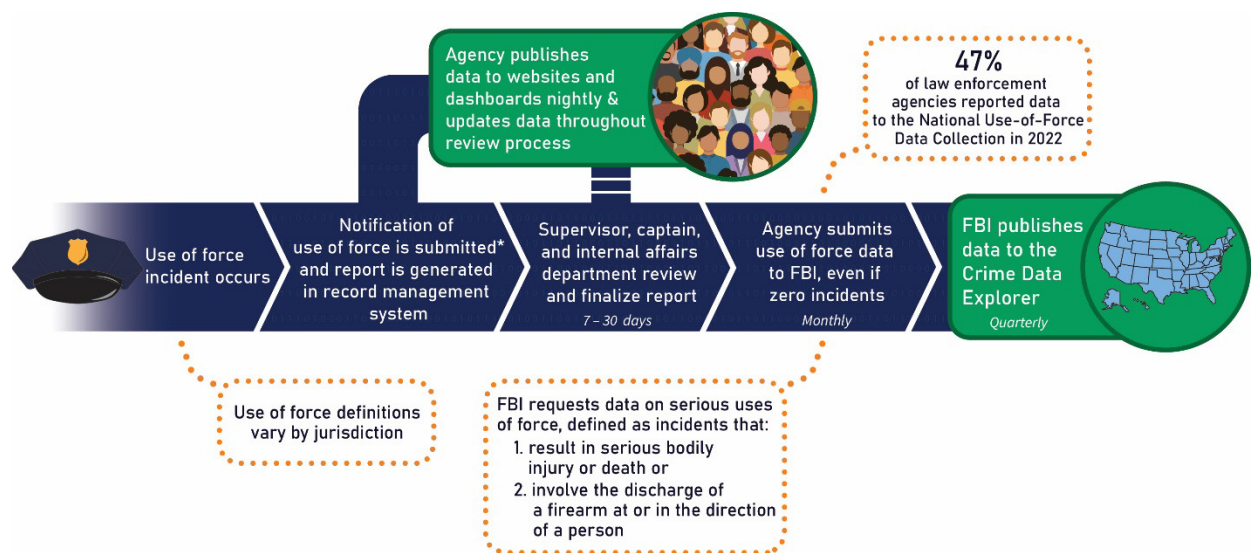 Agency publishes
data to websites and
dashboards nightly &
updates data throughout
review process
47%
of law enforcement
agencies reported data
to the National Use-of-Force
Data Collection in 2022
Use of force
incident occurs
Notification of
use of force is submitted*
and report is generated
in record management
system
Supervisor, captain,
and internal affairs
department review
and finalize report
7 – 30 days
Agency submits
use of force data
to FBI, even if
zero incidents
Monthly
FBI publishes
data to the
Crime Data
Explorer
Quarterly
Use of force definitions
vary by jurisdiction
FBI requests data on serious uses
of force, defined as incidents that:
1. result in serious bodily
injury or death or
2. involve the discharge of
a firearm at or in the direction
of a person